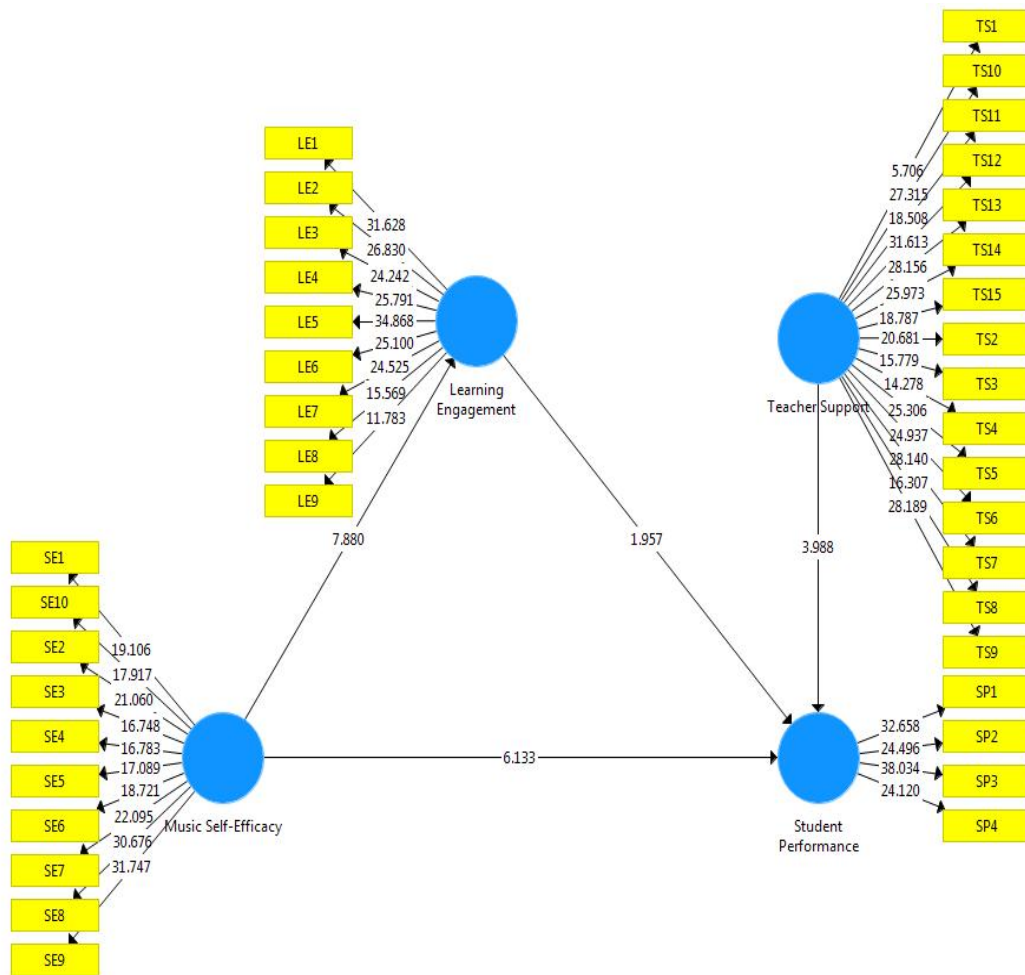 TS1
TS10
TS11
TS12
TS13
TS14
TS15
TS2
TS3
TS4
TS5
TS6
TS7
TS8
TS9
5.706
27.315
18.508
31.613
28.156
25.973
18.787
20.681
15.779
14.278
25.306
24.937
28.140
16.307
28.189
Teacher Support
LE1
LE2
LE3
LE4
LE5
LE6
LE7
LE8
LE9
31.628
26.830
24.242
25.791
34.868
25.100
24.525
15.569
11.783
Learning
Engagement
7.880
1.957
3.988
6.133
SE1
SE10
SE2
SE3
SE4
SE5
SE6
SE7
SE8
SE9
19.106
17.917
21.060
16.748
16.783
17.089
18.721
22.095
30.676
31.747
Music Self-Efficacy
SP1
SP2
SP3
SP4
32.658
24.496
38.034
24.120
Student
Performance